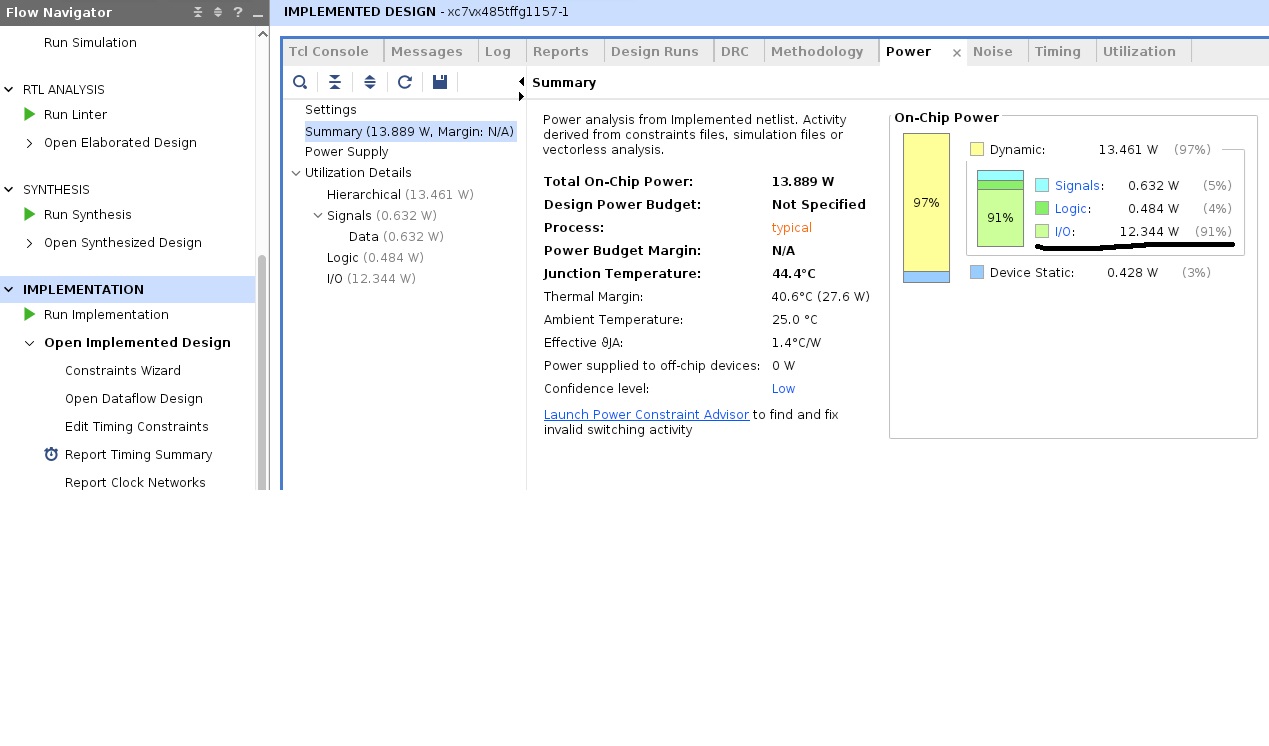 Flow Navigator ?
IMPLEMENTED DESIGN - xc7vx485tffg1157-1
Run Simulation
RTL ANALYSIS
Run Linter
Open Elaborated Design
SYNTHESIS
Run Synthesis
Open Synthesized Design
IMPLEMENTATION
Run Implementation
Open Implemented Design
Constraints Wizard
Open Dataflow Design
Edit Timing Constraints
Report Timing Summary
Report Clock Networks
Tcl Console Messages Log Reports Design Runs DRC Methodology Power × Noise Timing Utilization
Settings
Summary (13.889 W, Margin: N/A)
Power Supply
Utilization Details
Hierarchical (13.461 W)
Signals (0.632 W)
Data (0.632 W)
Logic (0.484 W)
I/O (12.344 W)
Summary
Power analysis from Implemented netlist. Activity
derived from constraints files, simulation files or
vectorless analysis.
Total On-Chip Power: 13.889 W
Design Power Budget: Not Specified
Process: typical
Power Budget Margin: N/A
Junction Temperature: 44.4°C
Thermal Margin: 40.6°C (27.6 W)
Ambient Temperature: 25.0 °C
Effective ϑJA: 1.4°C/W
Power supplied to off-chip devices: 0 W
Confidence level: Low
Launch Power Constraint Advisor to find and fix
invalid switching activity
On-Chip Power
97%
Dynamic: 13.461 W (97%)
91%
Signals: 0.632 W (5%)
Logic: 0.484 W (4%)
I/O: 12.344 W (91%)
Device Static: 0.428 W (3%)